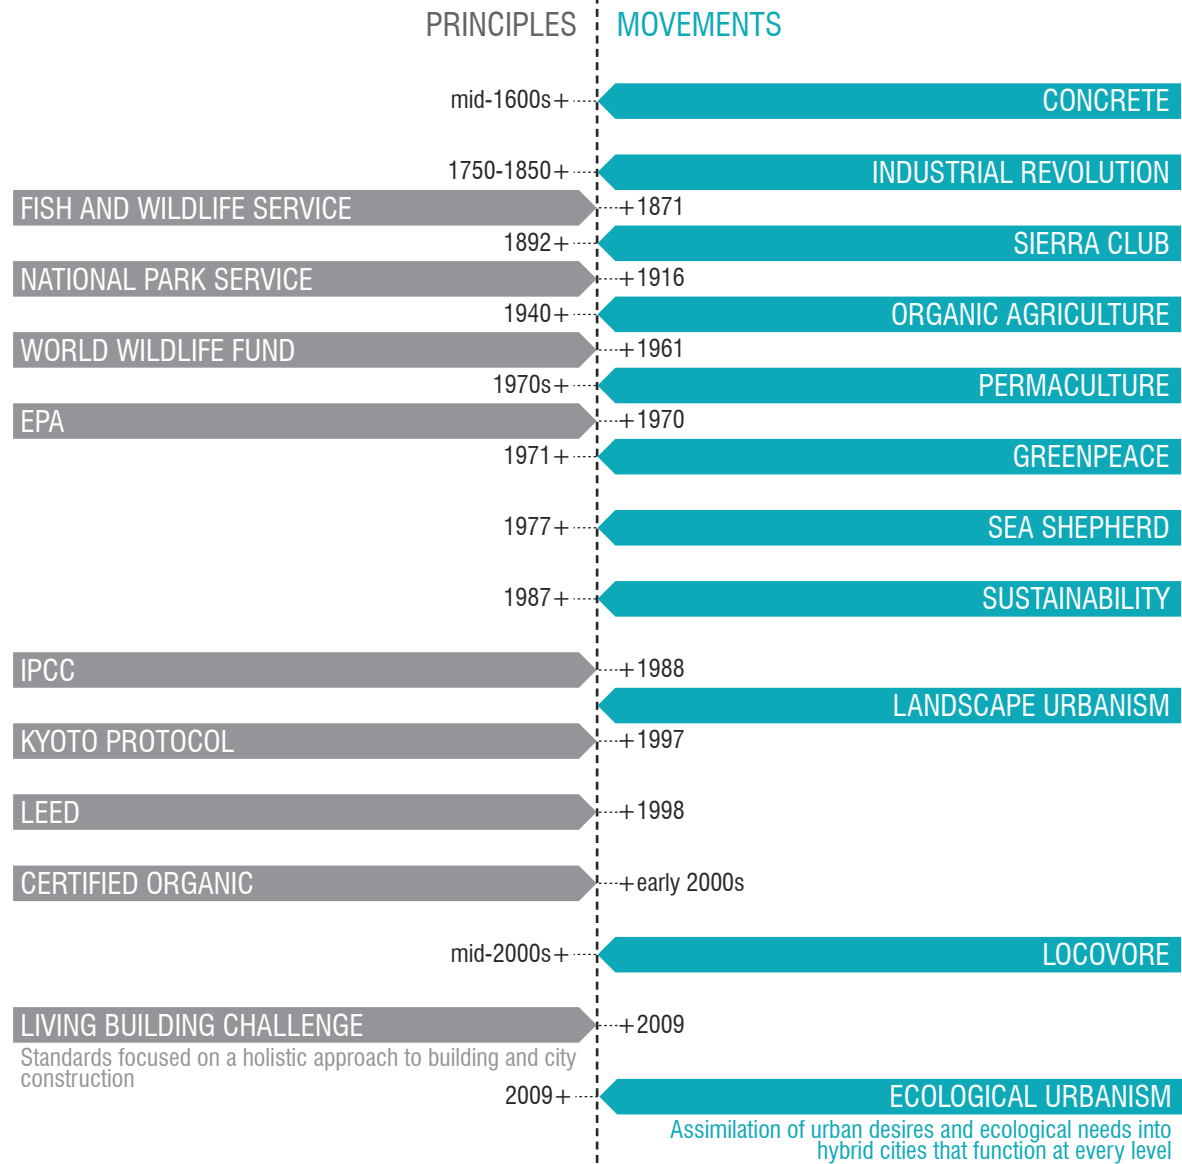 PRINCIPLES MOVEMENTS
mid-1600s+ CONCRETE
1750-1850+ INDUSTRIAL REVOLUTION
FISH AND WILDLIFE SERVICE +1871
1892+ SIERRA CLUB
NATIONAL PARK SERVICE +1916
1940+ ORGANIC AGRICULTURE
WORLD WILDLIFE FUND +1961
1970s+ PERMACULTURE
EPA +1970
1971+ GREENPEACE
1977+ SEA SHEPHERD
1987+ SUSTAINABILITY
IPCC +1988
LANDSCAPE URBANISM
KYOTO PROTOCOL +1997
LEED +1998
CERTIFIED ORGANIC +early 2000s
mid-2000s+ LOCOVORE
LIVING BUILDING CHALLENGE +2009
Standards focused on a holistic approach to building and city
construction
2009+ ECOLOGICAL URBANISM
Assimilation of urban desires and ecological needs into
hybrid cities that function at every level